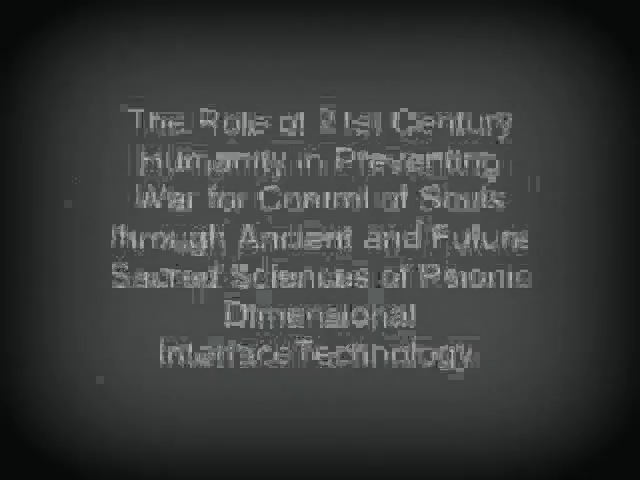 The Role of 21st Century
Humanity in Preventing
War for Control of Souls
through Ancient and Future
Sacred Sciences of Psionic
Dimensional
Interface Technology